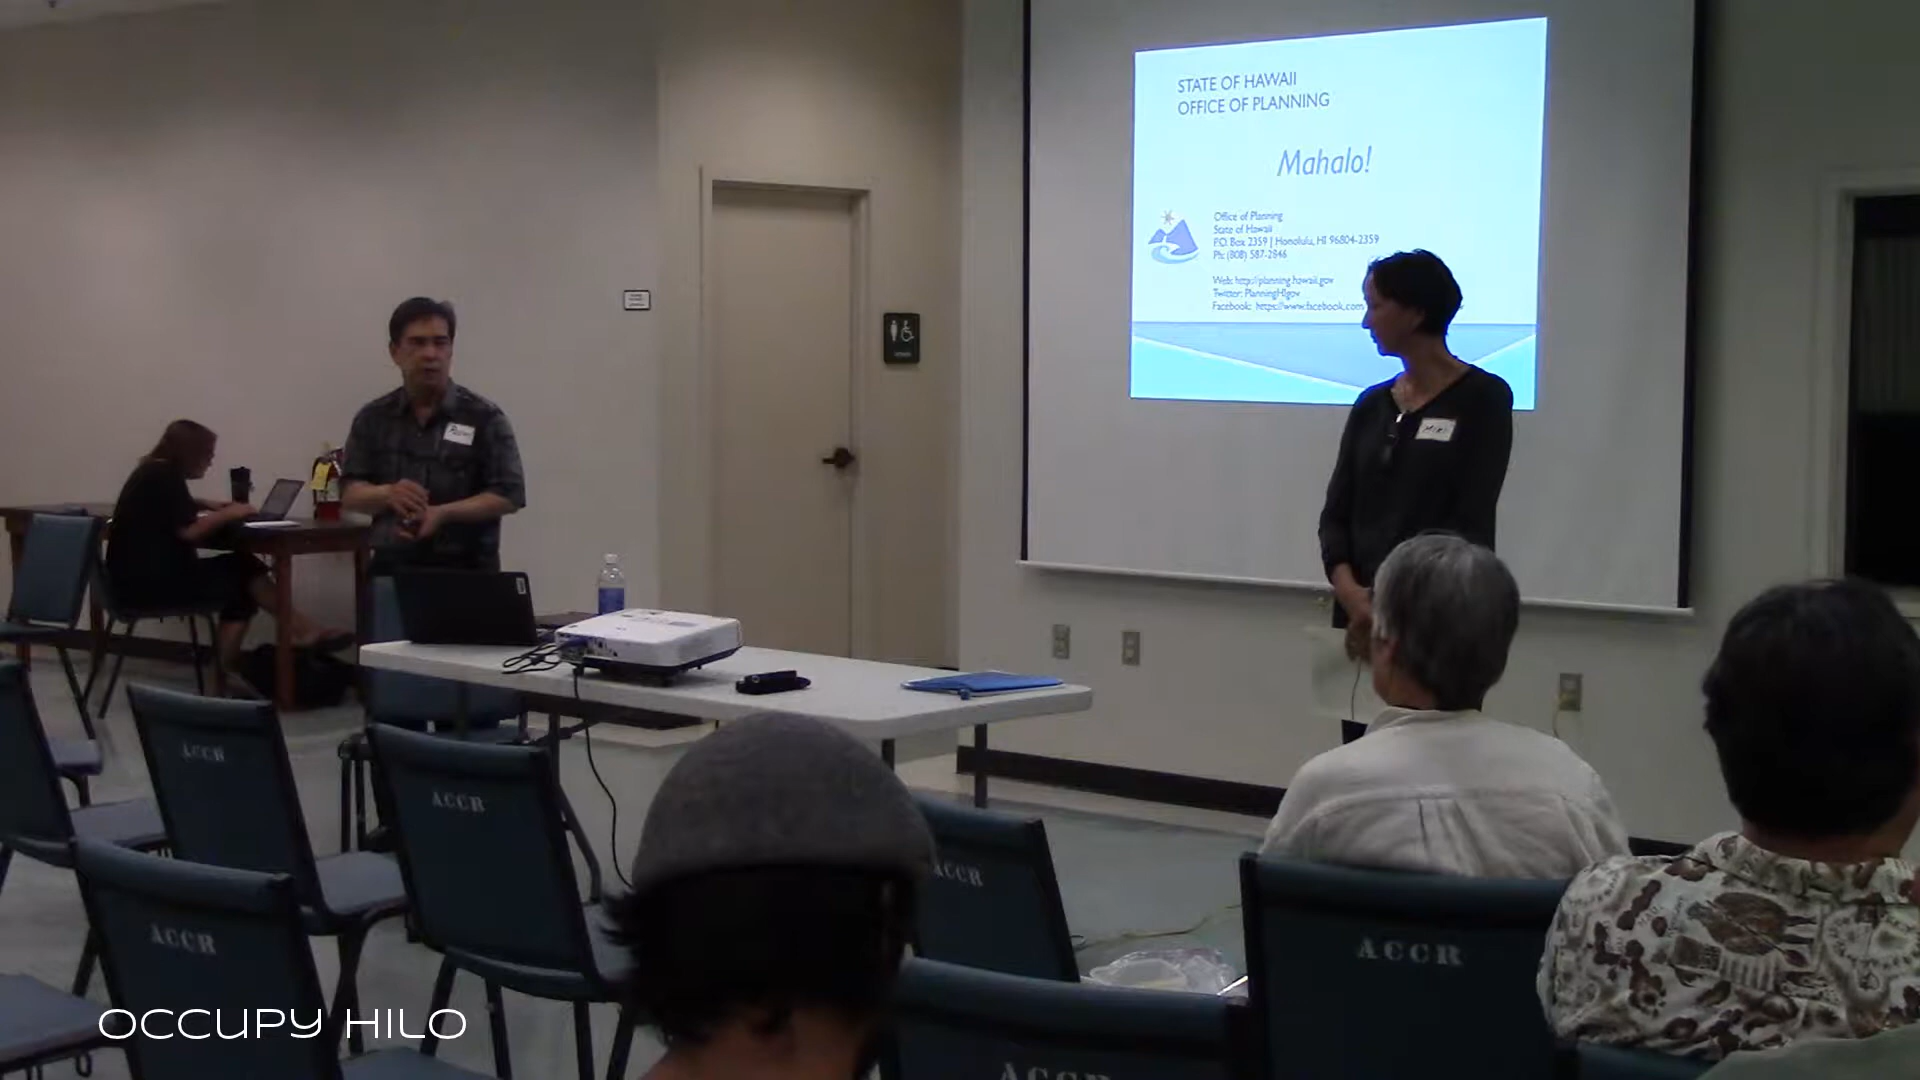 STATE OF HAWAII
OFFICE OF PLANNING
Mahalo!
Office of Planning
State of Hawaii
P.O. Box 2359 | Honolulu, HI 96804-2359
Ph: (808) 587-2846
Web: http://planning.hawaii.gov
Twitter: PlanningHIgov
Facebook: https://www.facebook.com
MIKI
ACCR
ACCR
ACCR
ACCR
ACCR
ACCR
OCCUPY HILO